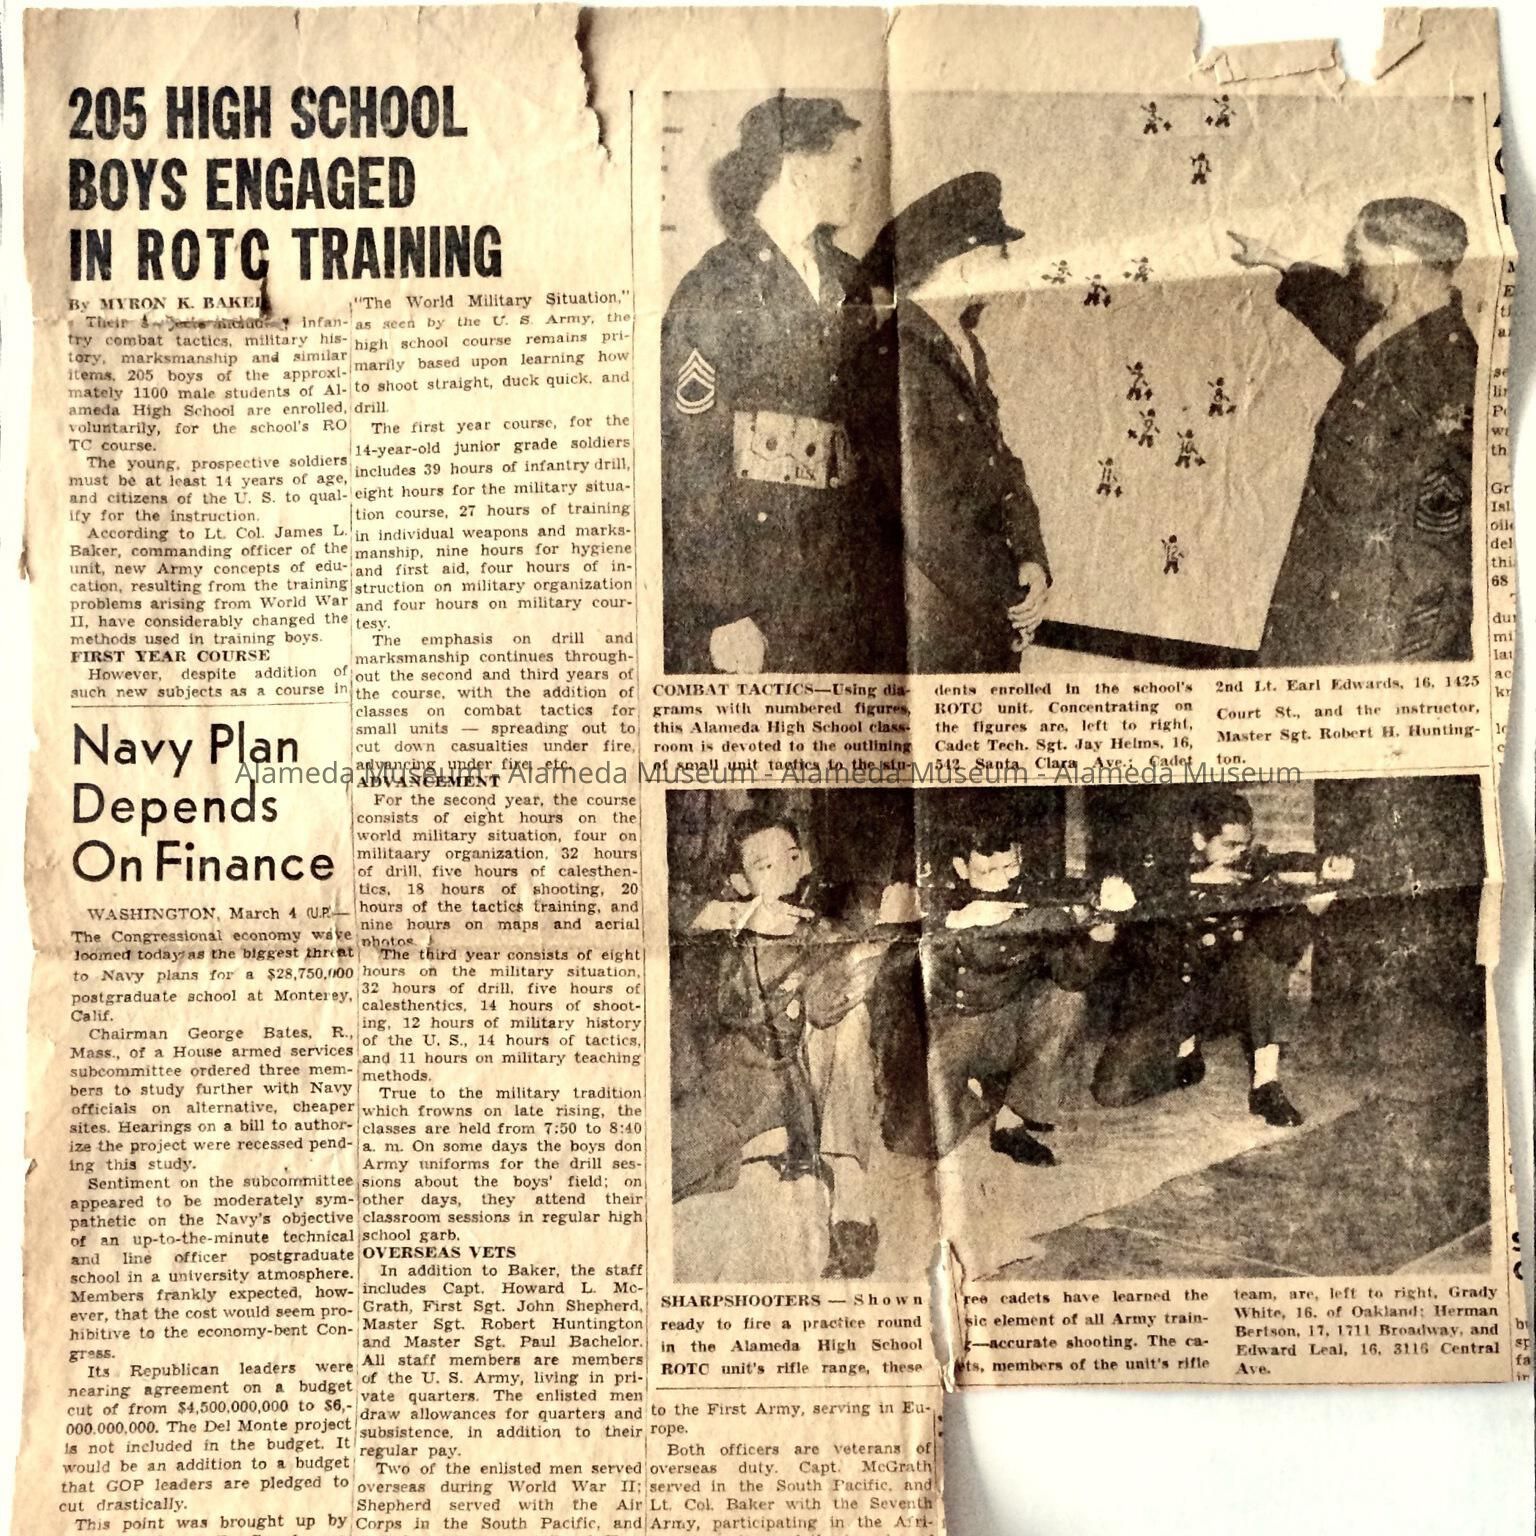 205 HIGH SCHOOL
BOYS ENGAGED
IN ROTC TRAINING
By MYRON K. BAKER
Their infan-
try combat tactics, military his-
tory, marksmanship and similar
items, 205 boys of the approxi-
mately 1100 male students of Al-
ameda High School are enrolled,
voluntarily, for the school's RO
TC course.
The young, prospective soldiers
must be at least 14 years of age,
and citizens of the U. S. to qual-
ify for the instruction.
According to Lt. Col. James L.
Baker, commanding officer of the
unit, new Army concepts of edu-
cation, resulting from the training
problems arising from World War
II, have considerably changed the
methods used in training boys.
FIRST YEAR COURSE
However, despite addition of
such new subjects as a course in
"The World Military Situation,"
as seen by the U. S. Army, the
high school course remains pri-
marily based upon learning how
to shoot straight, duck quick, and
drill.
The first year course, for the
14-year-old junior grade soldiers
includes 39 hours of infantry drill,
eight hours for the military situa-
tion course, 27 hours of training
in individual weapons and marks-
manship, nine hours for hygiene
and first aid, four hours of in-
struction on military organization
and four hours on military cour-
tesy.
The emphasis on drill and
marksmanship continues through-
out the second and third years of
the course, with the addition of
classes on combat tactics for
small units — spreading out to
cut down casualties under fire,
advancing under fire, etc.
ADVANCEMENT
For the second year, the course
consists of eight hours on the
world military situation, four on
militaary organization, 32 hours
of drill, five hours of calesthen-
tics, 18 hours of shooting, 20
hours of the tactics training, and
nine hours on maps and aerial
photos.
The third year consists of eight
hours on the military situation,
32 hours of drill, five hours of
calesthentics, 14 hours of shoot-
ing, 12 hours of military history
of the U. S., 14 hours of tactics,
and 11 hours on military teaching
methods.
True to the military tradition
which frowns on late rising, the
classes are held from 7:50 to 8:40
a. m. On some days the boys don
Army uniforms for the drill ses-
sions about the boys' field; on
other days, they attend their
classroom sessions in regular high
school garb.
OVERSEAS VETS
In addition to Baker, the staff
includes Capt. Howard L. Mc-
Grath, First Sgt. John Shepherd,
Master Sgt. Robert Huntington
and Master Sgt. Paul Bachelor.
All staff members are members
of the U. S. Army, living in pri-
vate quarters. The enlisted men
draw allowances for quarters and
subsistence, in addition to their
regular pay.
Two of the enlisted men served
overseas during World War II;
Shepherd served with the Air
Corps in the South Pacific, and
to the First Army, serving in Eu-
rope.
Both officers are veterans of
overseas duty. Capt. McGrath
served in the South Pacific, and
Lt. Col. Baker with the Seventh
Army, participating in the Afri-
Navy Plan
Depends
On Finance
WASHINGTON, March 4 (U.P.)—
The Congressional economy wave
loomed today as the biggest threat
to Navy plans for a $28,750,000
postgraduate school at Monterey,
Calif.
Chairman George Bates, R.,
Mass., of a House armed services
subcommittee ordered three mem-
bers to study further with Navy
officials on alternative, cheaper
sites. Hearings on a bill to author-
ize the project were recessed pend-
ing this study.
Sentiment on the subcommittee
appeared to be moderately sym-
pathetic on the Navy's objective
of an up-to-the-minute technical
and line officer postgraduate
school in a university atmosphere.
Members frankly expected, how-
ever, that the cost would seem pro-
hibitive to the economy-bent Con-
gress.
Its Republican leaders were
nearing agreement on a budget
cut of from $4,500,000,000 to $6,-
000,000,000. The Del Monte project
is not included in the budget. It
would be an addition to a budget
that GOP leaders are pledged to
cut drastically.
This point was brought up by
U.S.
COMBAT TACTICS—Using dia-
grams with numbered figures,
this Alameda High School class-
room is devoted to the outlining
of small unit tactics to the stu-
dents enrolled in the school's
ROTC unit. Concentrating on
the figures are, left to right,
Cadet Tech. Sgt. Jay Helms, 16,
542 Santa Clara Ave.; Cadet
2nd Lt. Earl Edwards, 16, 1425
Court St., and the instructor,
Master Sgt. Robert H. Hunting-
ton.
Alameda Museum - Alameda Museum - Alameda Museum
SHARPSHOOTERS — Shown
ready to fire a practice round
in the Alameda High School
ROTC unit's rifle range, these
ree cadets have learned the
sic element of all Army train-
g—accurate shooting. The ca-
ets, members of the unit's rifle
team, are, left to right, Grady
White, 16, of Oakland; Herman
Bertson, 17, 1711 Broadway, and
Edward Leal, 16, 3116 Central
Ave.